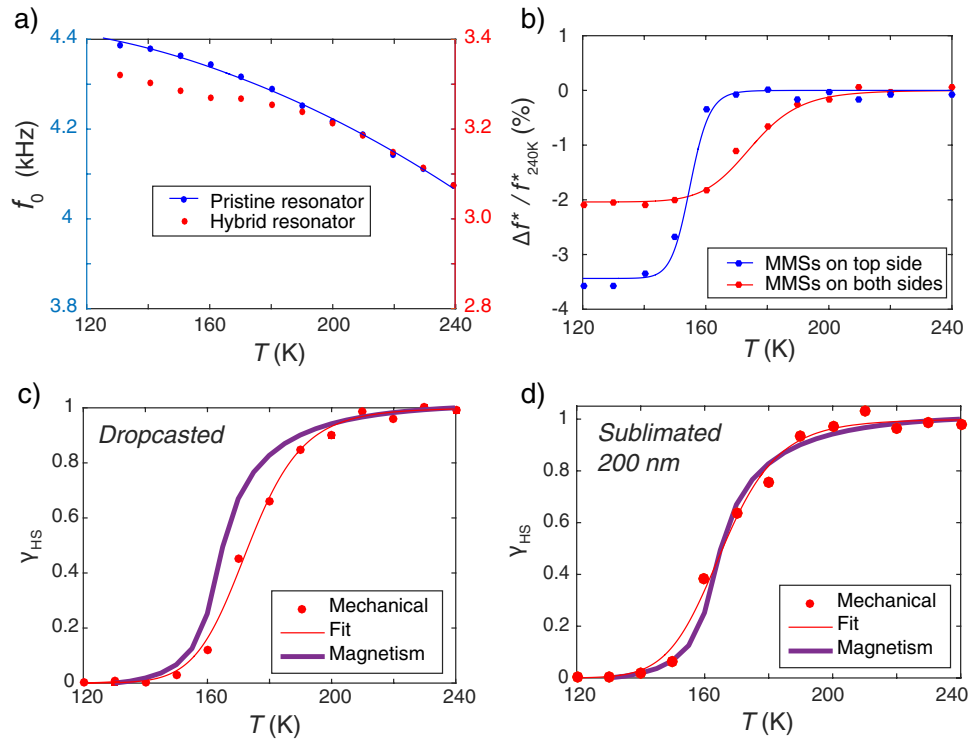 a)
4.4
4.2
4
3.8
f0 (kHz)
3.4
3.2
3.0
2.8
Pristine resonator
Hybrid resonator
120 160 200 240
T (K)
b)
1
0
-1
-2
-3
-4
Δf* / f*240K (%)
MMSs on top side
MMSs on both sides
120 160 200 240
T (K)
c)
Dropcasted
1
0.8
0.6
0.4
0.2
0
γHS
Mechanical
Fit
Magnetism
120 160 200 240
T (K)
d)
Sublimated
200 nm
1
0.8
0.6
0.4
0.2
0
γHS
Mechanical
Fit
Magnetism
120 160 200 240
T (K)